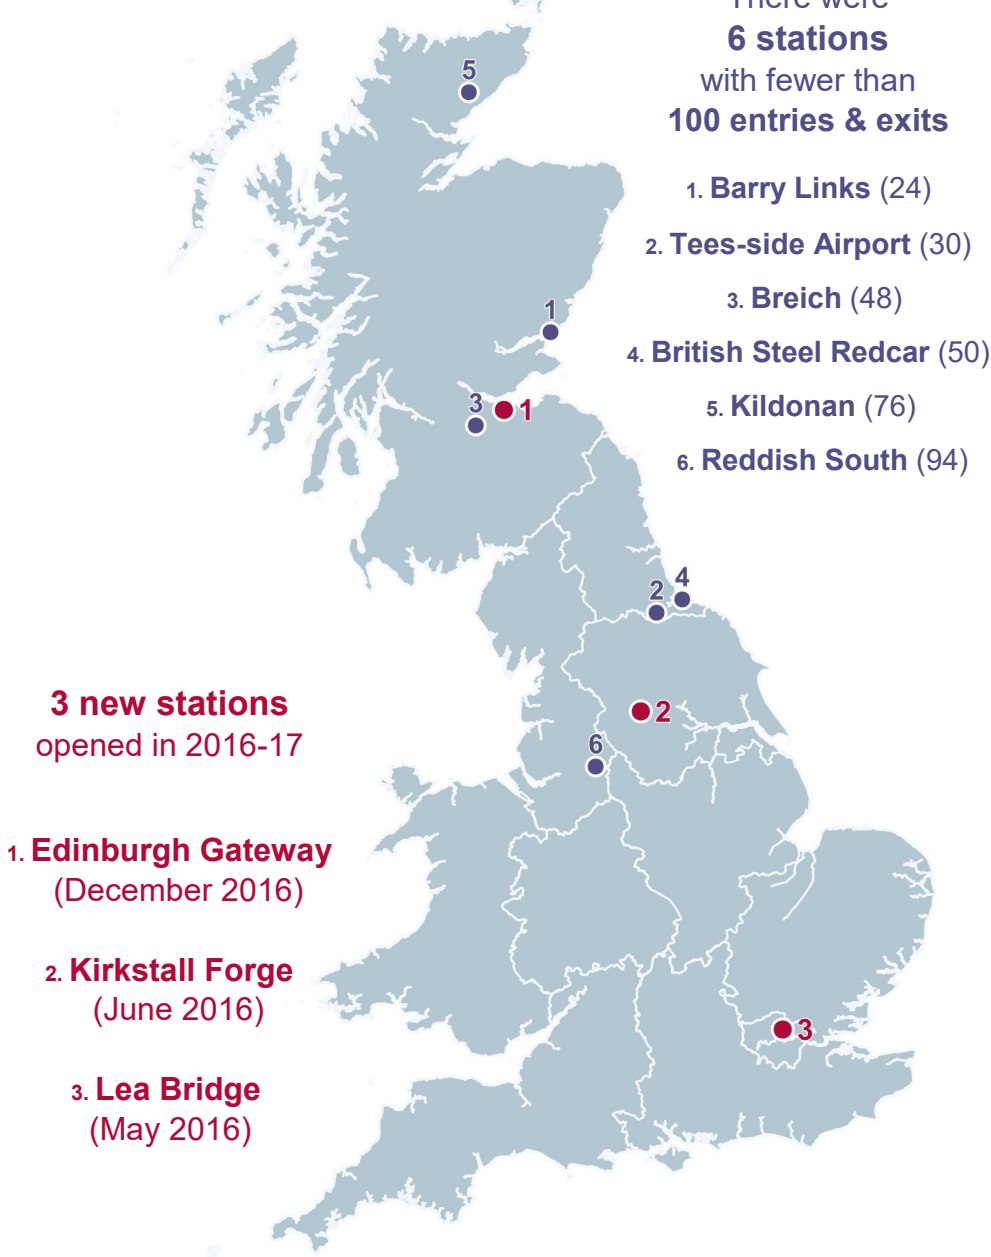 There were
6 stations
with fewer than
100 entries & exits
1. Barry Links (24)
2. Tees-side Airport (30)
3. Breich (48)
4. British Steel Redcar (50)
5. Kildonan (76)
6. Reddish South (94)
5
1
3
1
2
4
2
6
3
3 new stations
opened in 2016-17
1. Edinburgh Gateway
(December 2016)
2. Kirkstall Forge
(June 2016)
3. Lea Bridge
(May 2016)